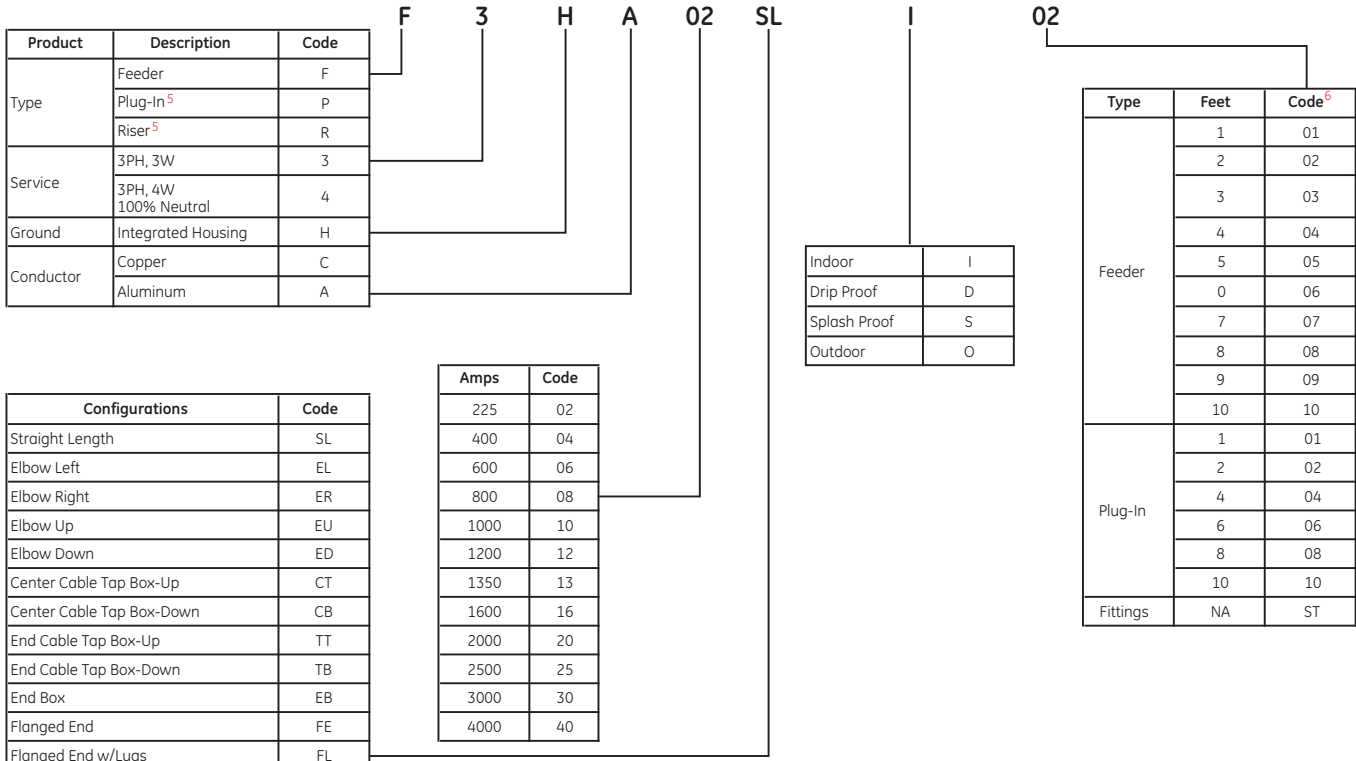 F 3 H A 02 SL I 02
Product Description Code
Type
Feeder F
Plug-In 5 P
Riser 5 R
Service
3PH, 3W 3
3PH, 4W
100% Neutral 4
Ground Integrated Housing H
Conductor
Copper C
Aluminum A
Configurations Code
Straight Length SL
Elbow Left EL
Elbow Right ER
Elbow Up EU
Elbow Down ED
Center Cable Tap Box-Up CT
Center Cable Tap Box-Down CB
End Cable Tap Box-Up TT
End Cable Tap Box-Down TB
End Box EB
Flanged End FE
Flanged End w/Lugs FL
Amps Code
225 02
400 04
600 06
800 08
1000 10
1200 12
1350 13
1600 16
2000 20
2500 25
3000 30
4000 40
Indoor I
Drip Proof D
Splash Proof S
Outdoor O
Type Feet Code 6
Feeder
1 01
2 02
3 03
4 04
5 05
0 06
7 07
8 08
9 09
10 10
Plug-In
1 01
2 02
4 04
6 06
8 08
10 10
Fittings NA ST